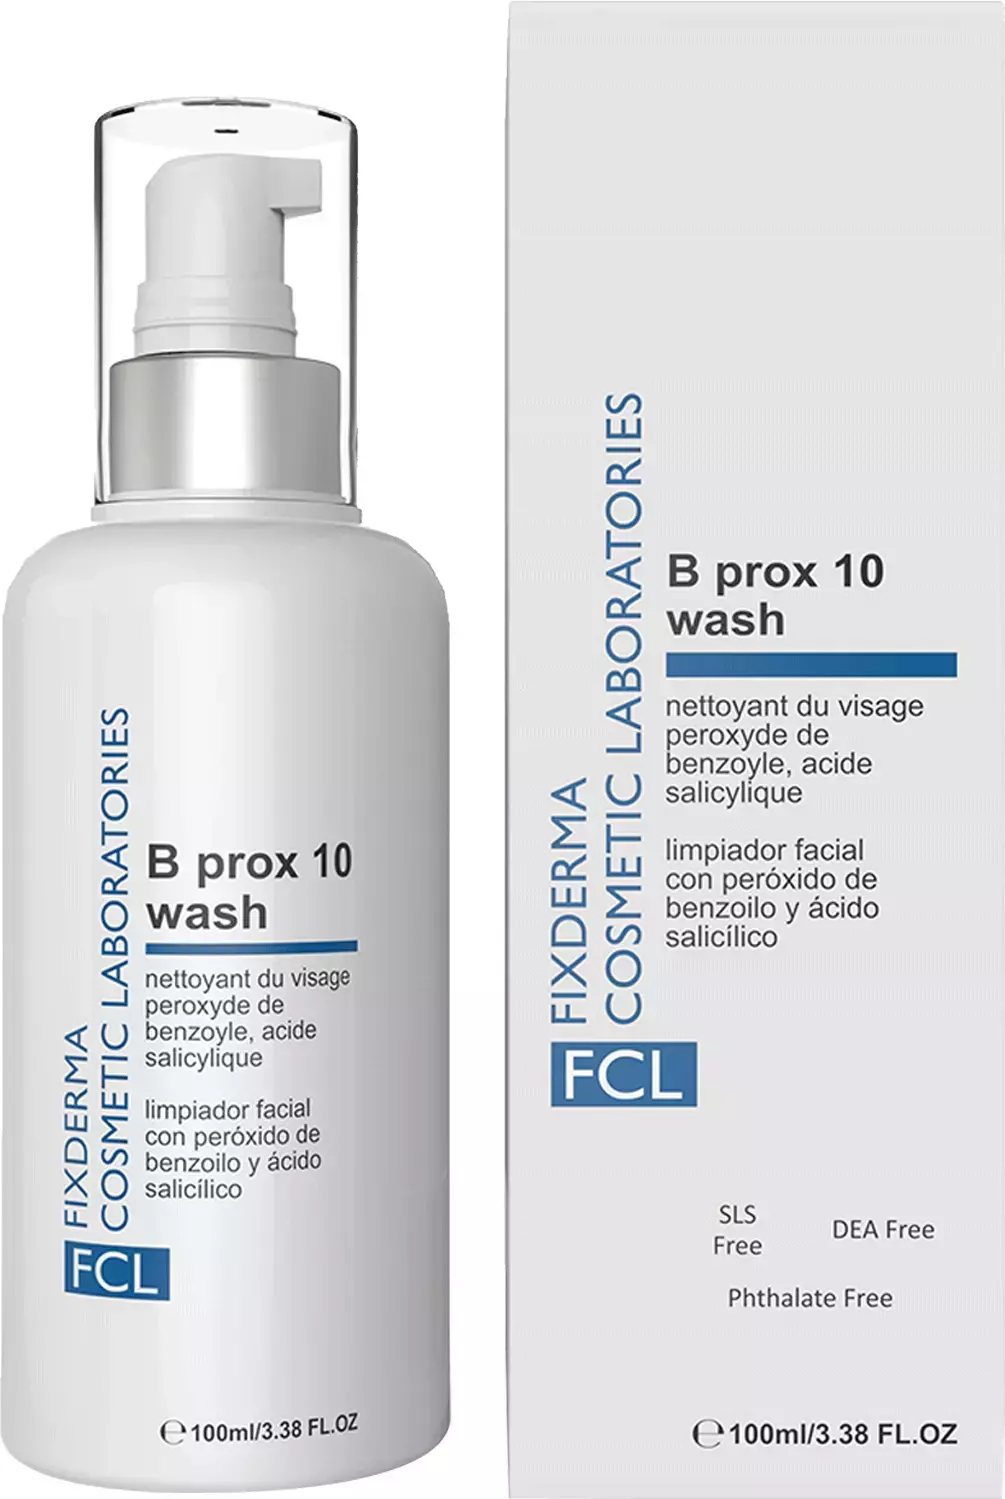 FIXDERMA
COSMETIC LABORATORIES
FCL
B prox 10
wash
nettoyant du visage
peroxyde de
benzoyle, acide
salicylique
limpiador facial
con peróxido de
benzoilo y ácido
salicílico
℮100ml/3.38 FL.OZ
FIXDERMA
COSMETIC LABORATORIES
FCL
B prox 10
wash
nettoyant du visage
peroxyde de
benzoyle, acide
salicylique
limpiador facial
con peróxido de
benzoilo y ácido
salicílico
SLS
Free
DEA Free
Phthalate Free
℮100ml/3.38 FL.OZ